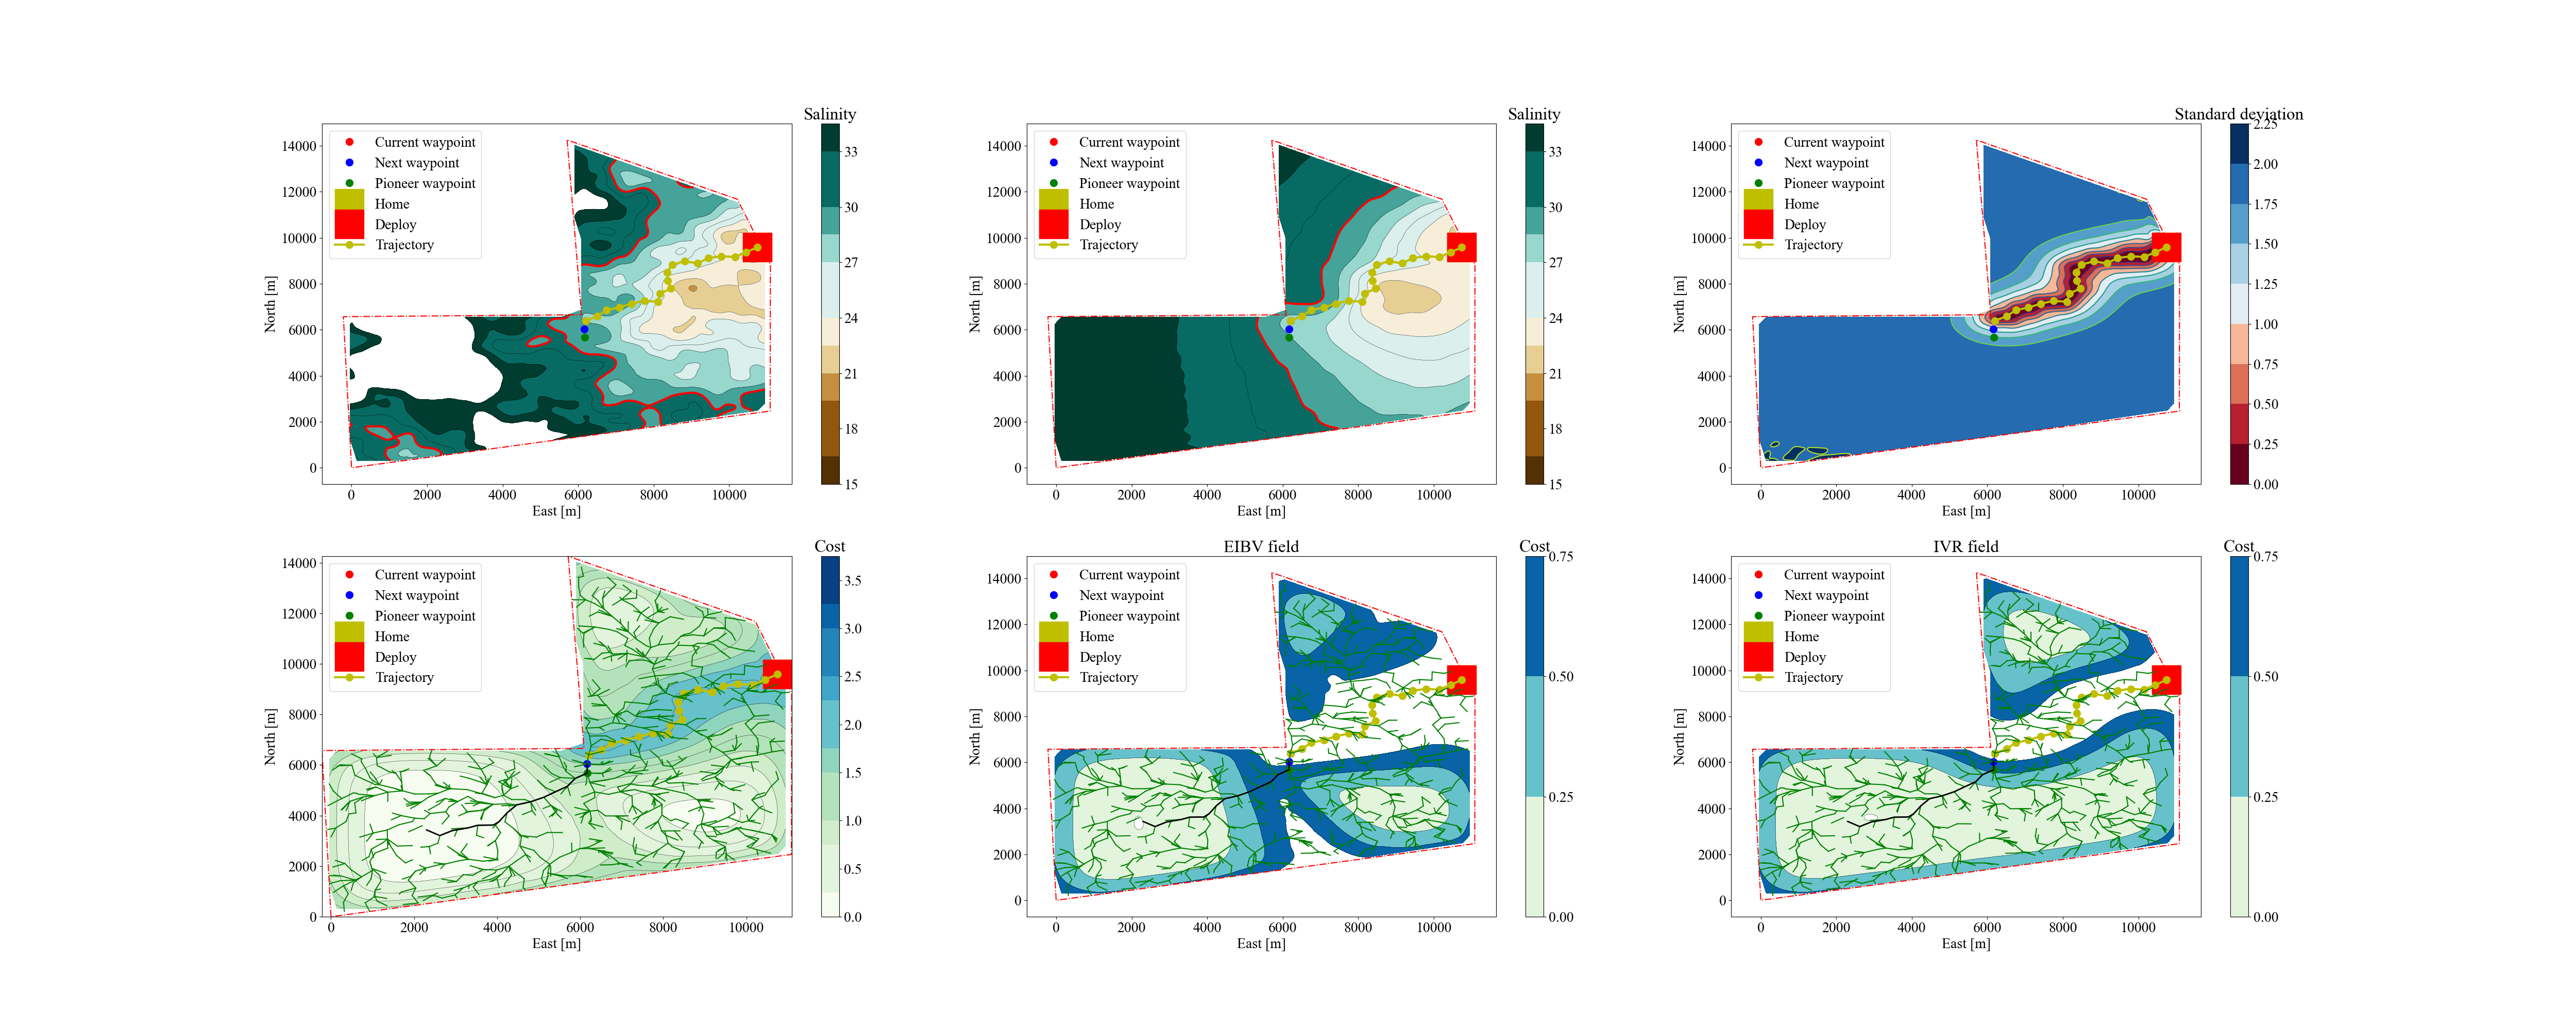 Salinity
Current waypoint
Next waypoint
Pioneer waypoint
Home
Deploy
Trajectory
North [m]
14000
12000
10000
8000
6000
4000
2000
0
0 2000 4000 6000 8000 10000
East [m]
33
30
27
24
21
18
15
Salinity
Current waypoint
Next waypoint
Pioneer waypoint
Home
Deploy
Trajectory
North [m]
14000
12000
10000
8000
6000
4000
2000
0
0 2000 4000 6000 8000 10000
East [m]
33
30
27
24
21
18
15
Standard deviation
Current waypoint
Next waypoint
Pioneer waypoint
Home
Deploy
Trajectory
North [m]
14000
12000
10000
8000
6000
4000
2000
0
0 2000 4000 6000 8000 10000
East [m]
2.25
2.00
1.75
1.50
1.25
1.00
0.75
0.50
0.25
0.00
Cost
Current waypoint
Next waypoint
Pioneer waypoint
Home
Deploy
Trajectory
North [m]
14000
12000
10000
8000
6000
4000
2000
0
0 2000 4000 6000 8000 10000
East [m]
3.5
3.0
2.5
2.0
1.5
1.0
0.5
0.0
EIBV field
Cost
Current waypoint
Next waypoint
Pioneer waypoint
Home
Deploy
Trajectory
North [m]
14000
12000
10000
8000
6000
4000
2000
0
0 2000 4000 6000 8000 10000
East [m]
0.75
0.50
0.25
0.00
IVR field
Cost
Current waypoint
Next waypoint
Pioneer waypoint
Home
Deploy
Trajectory
North [m]
14000
12000
10000
8000
6000
4000
2000
0
0 2000 4000 6000 8000 10000
East [m]
0.75
0.50
0.25
0.00